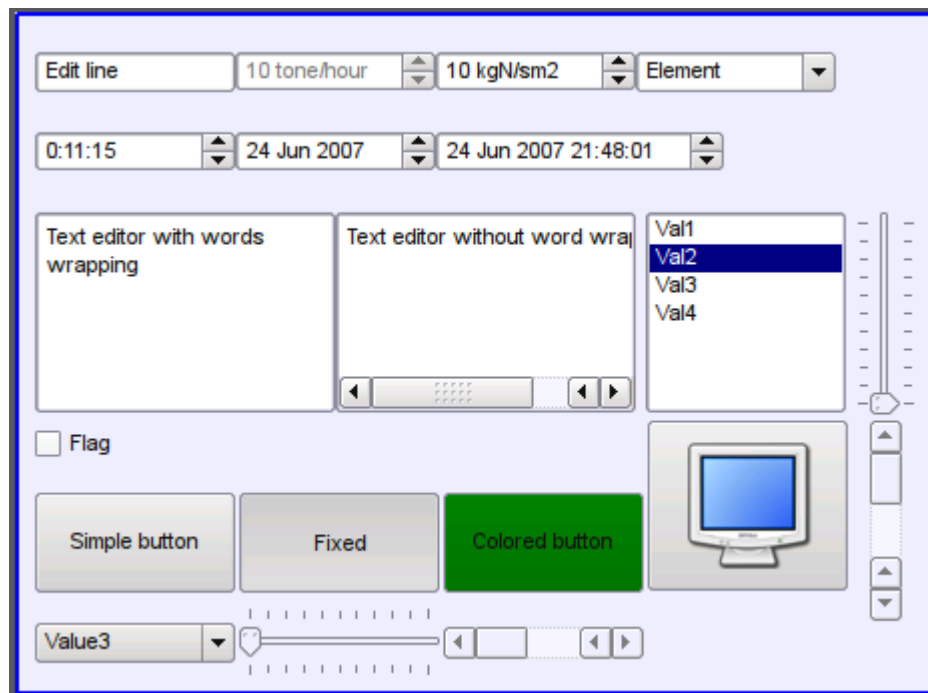 Edit line
10 tone/hour
10 kgN/sm2
Element
0:11:15
24 Jun 2007
24 Jun 2007 21:48:01
Text editor with words
wrapping
Text editor without word wrap
Val1
Val2
Val3
Val4
Flag
Simple button
Fixed
Colored button
Value3